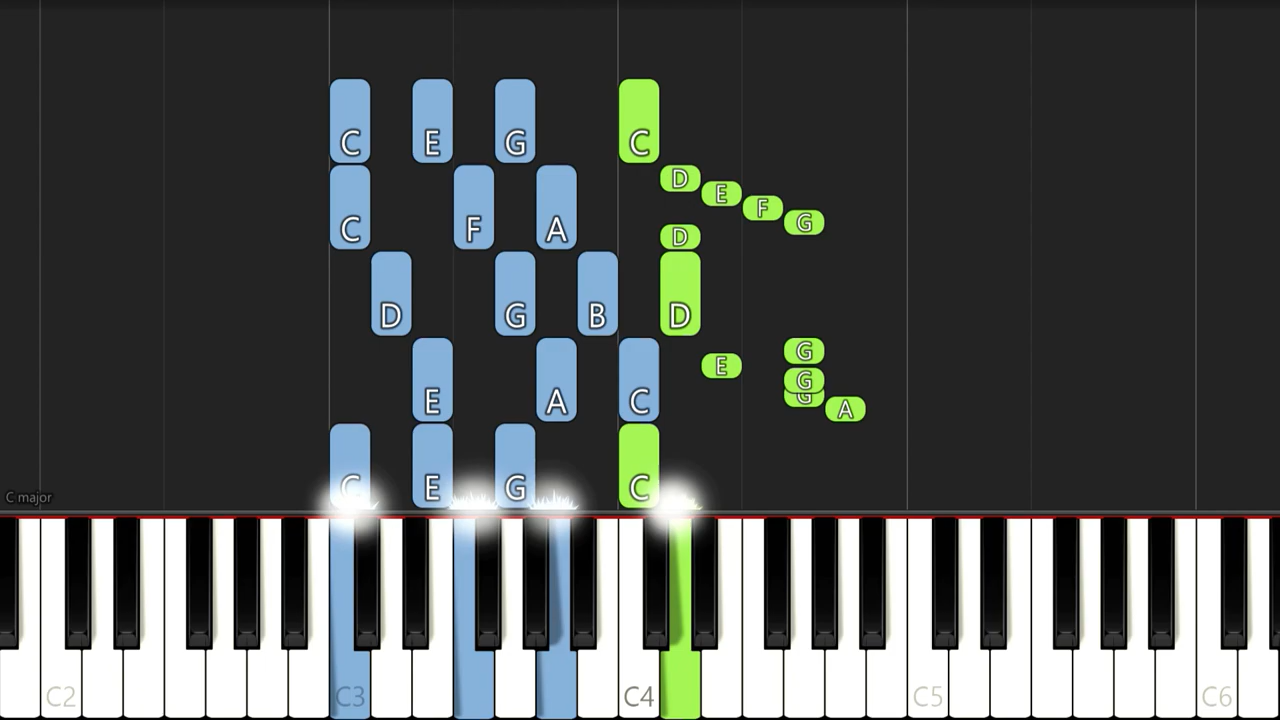 C E G C
D
E
F
G
C F A
D
D G B D
G
E
G
G
E A C
A
C E G C
C major
C2 C3 C4 C5 C6